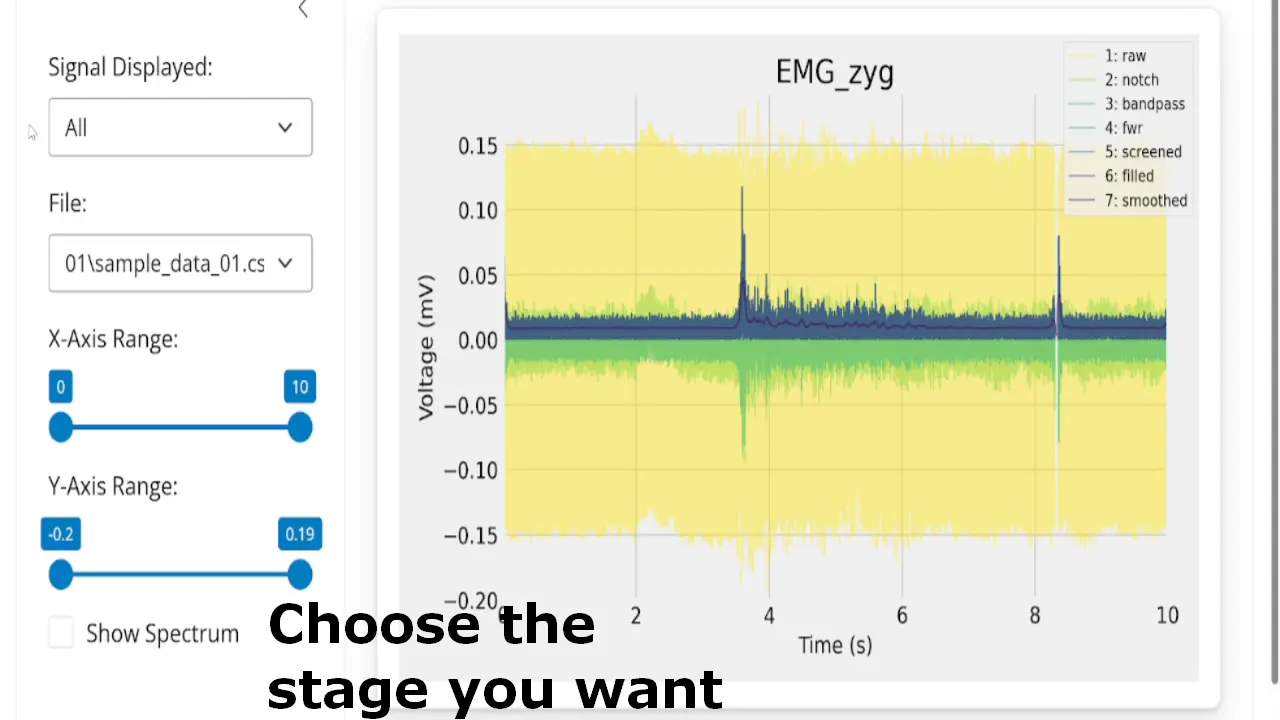 Signal Displayed:
All
File:
01\sample_data_01.cs
X-Axis Range:
0 10
Y-Axis Range:
-0.2 0.19
Show Spectrum
EMG_zyg
1: raw
2: notch
3: bandpass
4: fwr
5: screened
6: filled
7: smoothed
Voltage (mV)
0.15
0.10
0.05
0.00
−0.05
−0.10
−0.15
−0.20
2 4 6 8 10
Time (s)
Choose the
stage you want